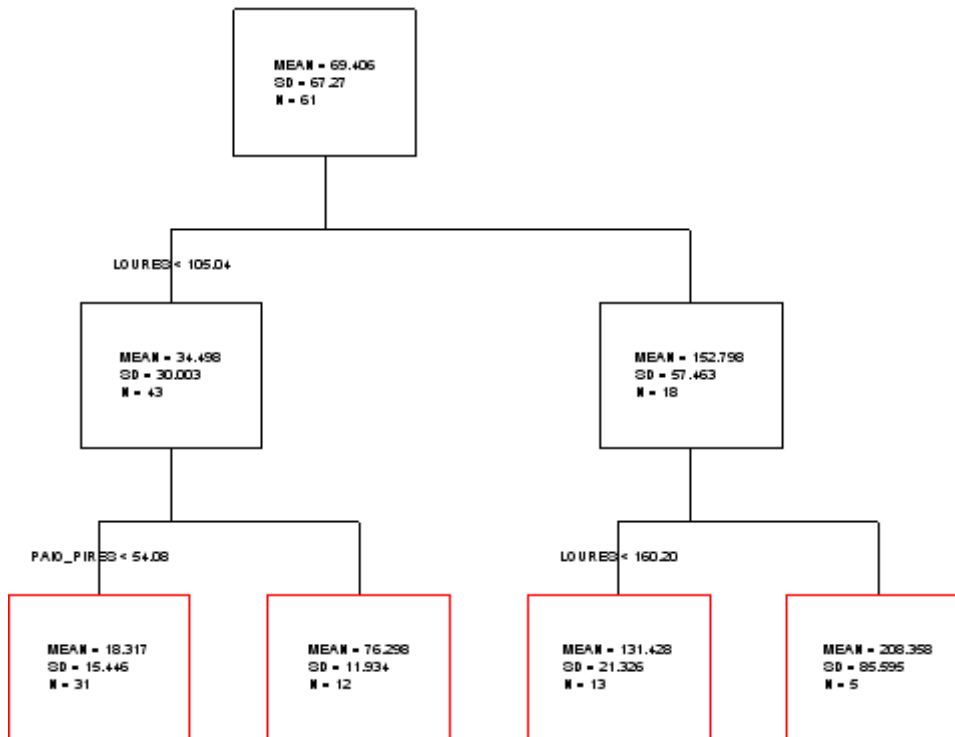 MEAN = 69.406
SD = 67.27
N = 61
LOURES < 105.04
MEAN = 34.498
SD = 30.003
N = 43
MEAN = 152.798
SD = 57.463
N = 18
PAIO_PIRES < 54.08
LOURES < 160.20
MEAN = 18.317
SD = 15.446
N = 31
MEAN = 76.298
SD = 11.934
N = 12
MEAN = 131.428
SD = 21.326
N = 13
MEAN = 208.358
SD = 85.595
N = 5